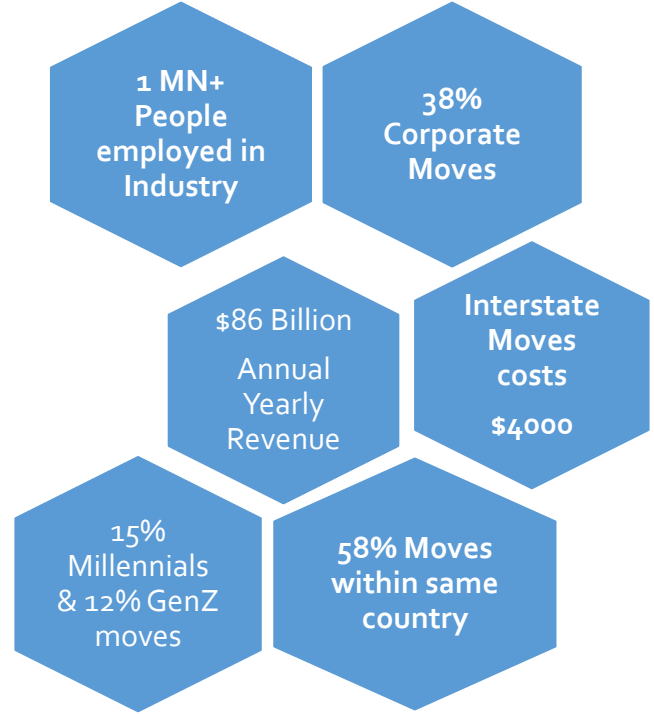 1 MN+
People
employed in
Industry
38%
Corporate
Moves
$86 Billion
Annual
Yearly
Revenue
Interstate
Moves
costs
$4000
15%
Millennials
& 12% GenZ
moves
58% Moves
within same
country